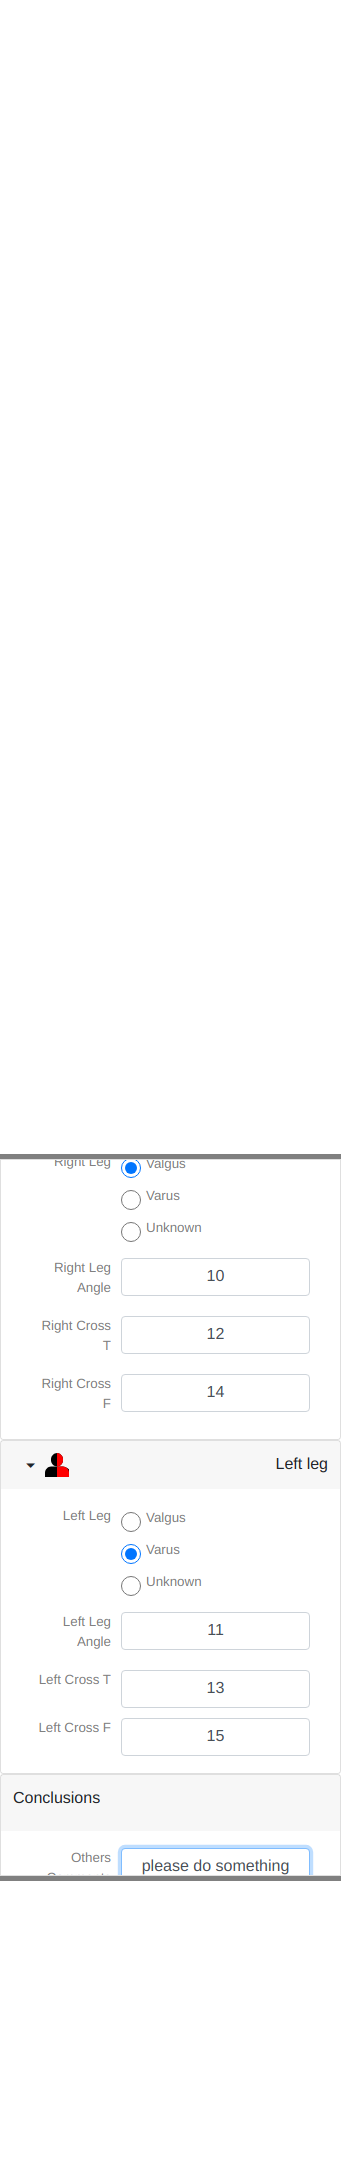 Right Leg
Valgus
Varus
Unknown
Right Leg
Angle
10
Right Cross
T
12
Right Cross
F
14
Left leg
Left Leg
Valgus
Varus
Unknown
Left Leg
Angle
11
Left Cross T
13
Left Cross F
15
Conclusions
Others
please do something